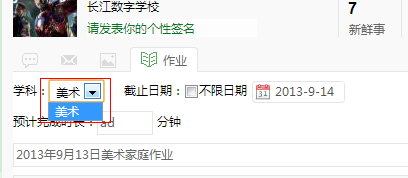 长江数字学校
请发表你的个性签名
7
新鲜事
作业
学科：美术 截止日期：不限日期 31 2013-9-14
美术
预计完成时长：ad 分钟
2013年9月13日美术家庭作业